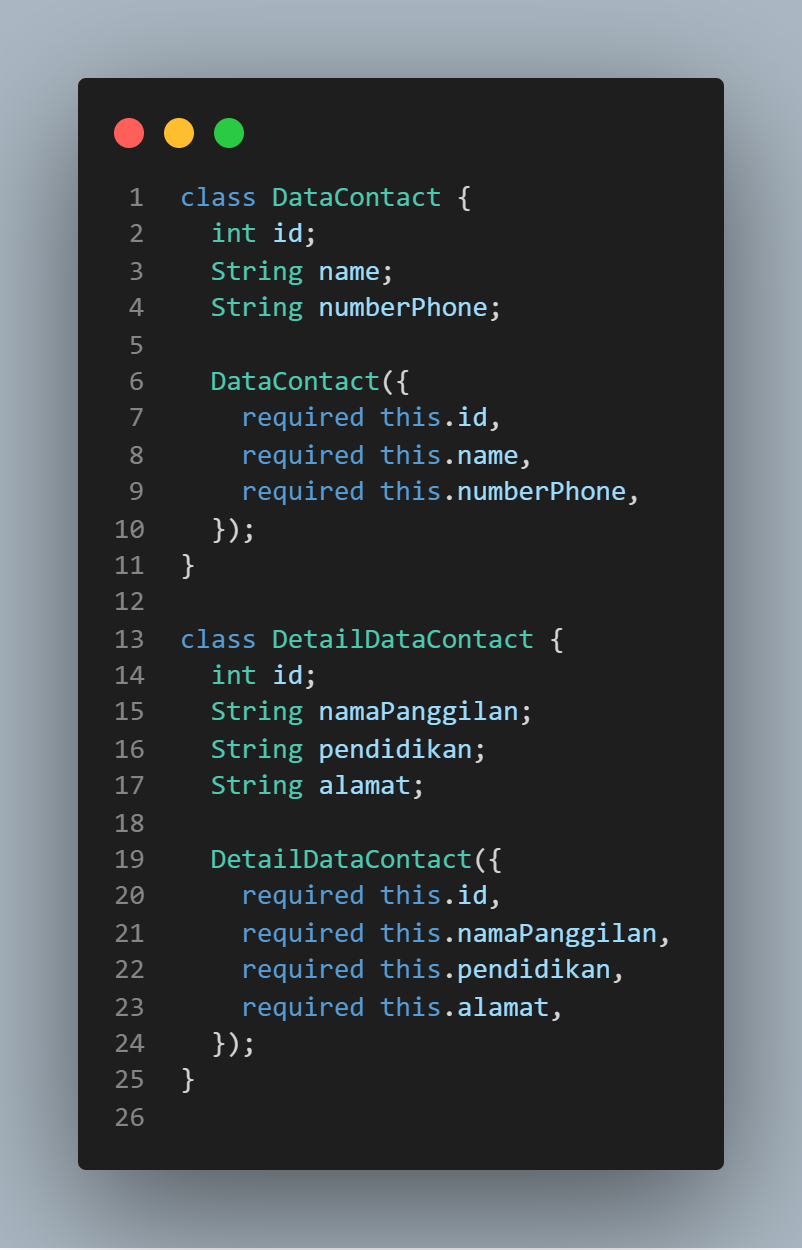 1 class DataContact {
2   int id;
3   String name;
4   String numberPhone;
5
6   DataContact({
7     required this.id,
8     required this.name,
9     required this.numberPhone,
10   });
11 }
12
13 class DetailDataContact {
14   int id;
15   String namaPanggilan;
16   String pendidikan;
17   String alamat;
18
19   DetailDataContact({
20     required this.id,
21     required this.namaPanggilan,
22     required this.pendidikan,
23     required this.alamat,
24   });
25 }
26